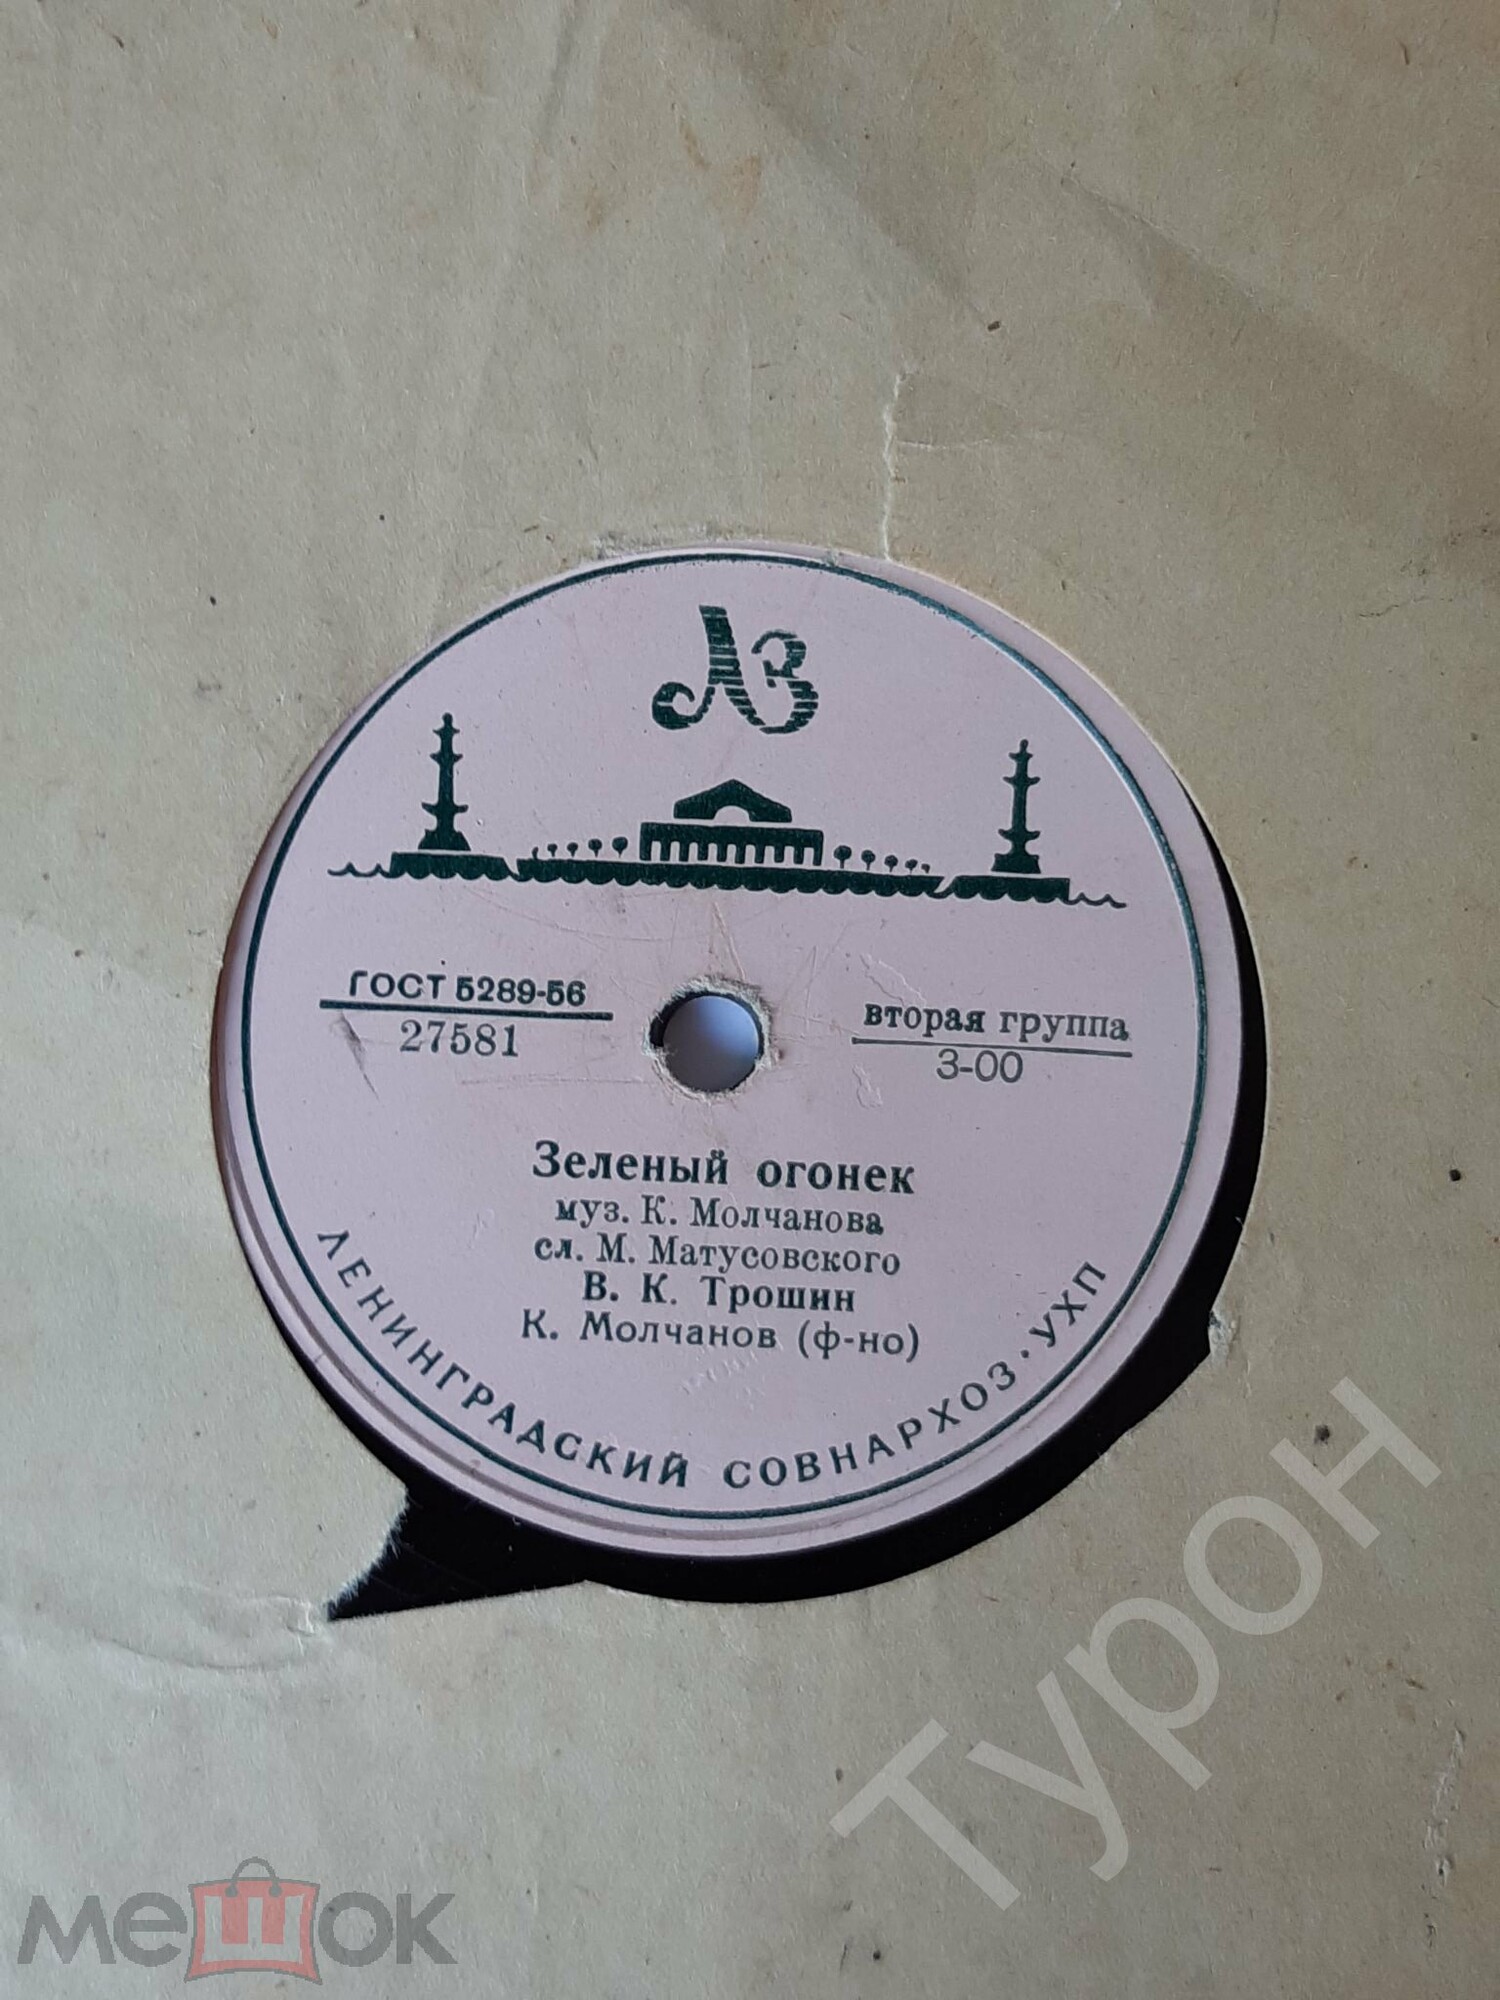 ЛЗ
ГОСТ 5289-56
27581
вторая группа
3-00
Зеленый огонек
муз. К. Молчанова
сл. М. Матусовского
В. К. Трошин
К. Молчанов (ф-но)
ЛЕНИНГРАДСКИЙ СОВНАРХОЗ · УХП
Турон
мешок